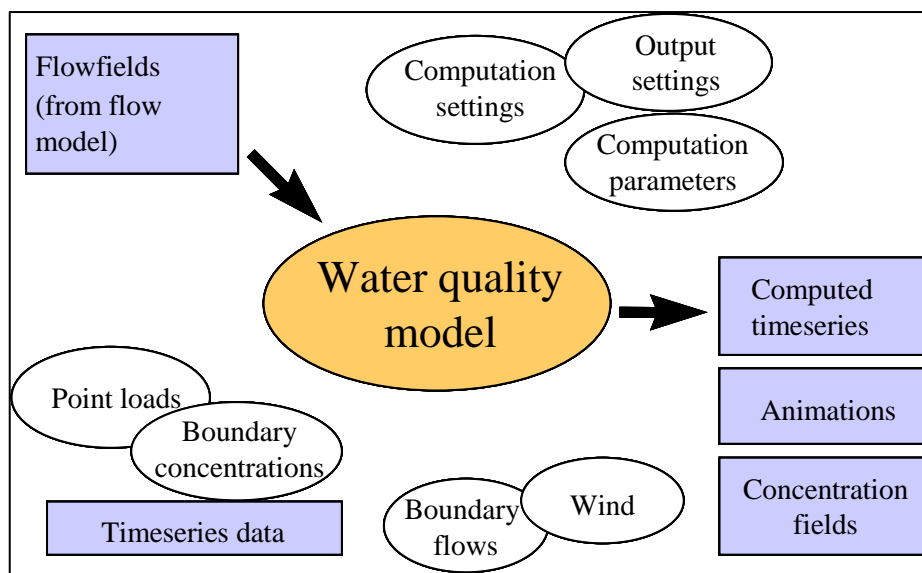 Flowfields
(from flow
model)
Computation
settings
Output
settings
Computation
parameters
Water quality
model
Computed
timeseries
Animations
Concentration
fields
Point loads
Boundary
concentrations
Timeseries data
Boundary
flows
Wind